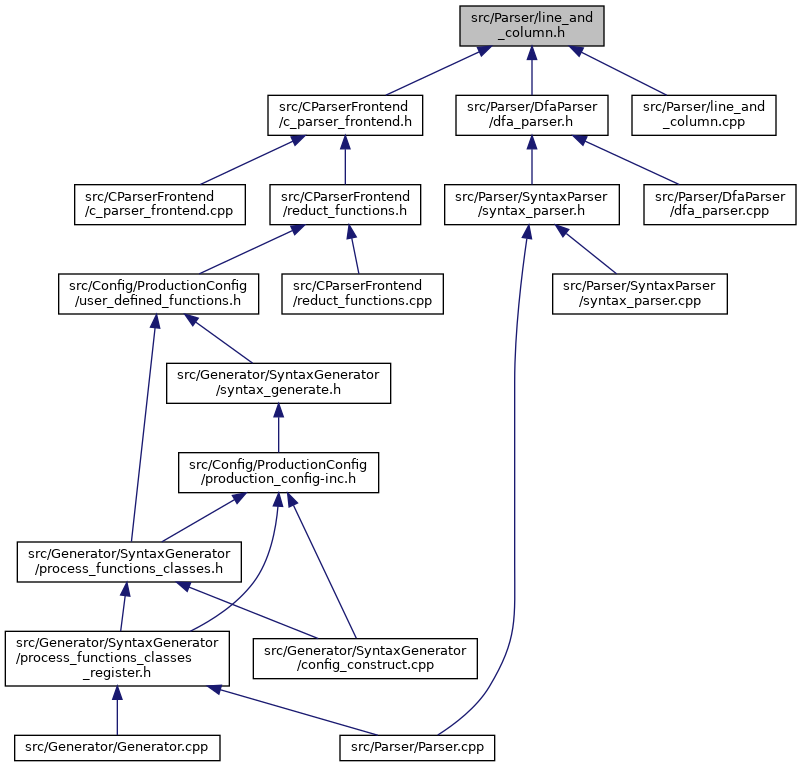 src/Parser/line_and
_column.h
src/CParserFrontend
/c_parser_frontend.h
src/Parser/DfaParser
/dfa_parser.h
src/Parser/line_and
_column.cpp
src/CParserFrontend
/c_parser_frontend.cpp
src/CParserFrontend
/reduct_functions.h
src/Parser/SyntaxParser
/syntax_parser.h
src/Parser/DfaParser
/dfa_parser.cpp
src/Config/ProductionConfig
/user_defined_functions.h
src/CParserFrontend
/reduct_functions.cpp
src/Parser/SyntaxParser
/syntax_parser.cpp
src/Generator/SyntaxGenerator
/syntax_generate.h
src/Config/ProductionConfig
/production_config-inc.h
src/Generator/SyntaxGenerator
/process_functions_classes.h
src/Generator/SyntaxGenerator
/process_functions_classes
_register.h
src/Generator/SyntaxGenerator
/config_construct.cpp
src/Generator/Generator.cpp
src/Parser/Parser.cpp